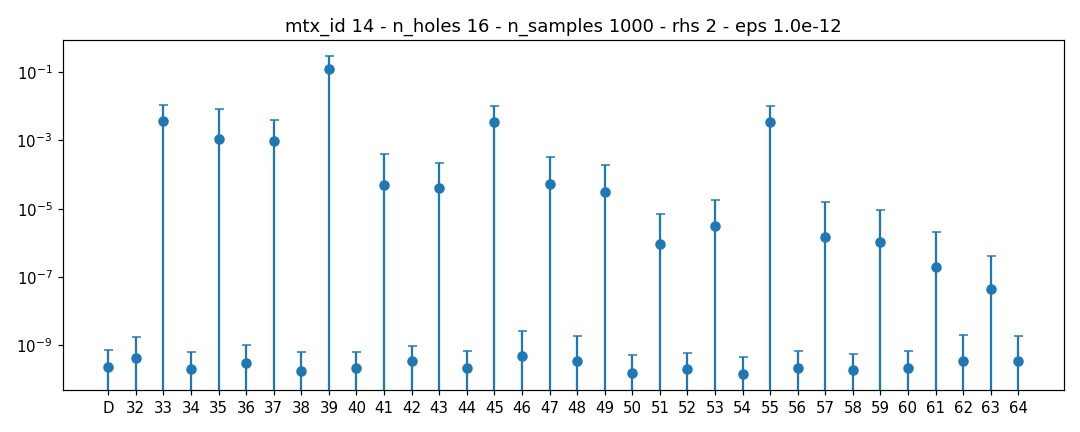 mtx_id 14 - n_holes 16 - n_samples 1000 - rhs 2 - eps 1.0e-12
10⁻¹
10⁻³
10⁻⁵
10⁻⁷
10⁻⁹
D 32 33 34 35 36 37 38 39 40 41 42 43 44 45 46 47 48 49 50 51 52 53 54 55 56 57 58 59 60 61 62 63 64